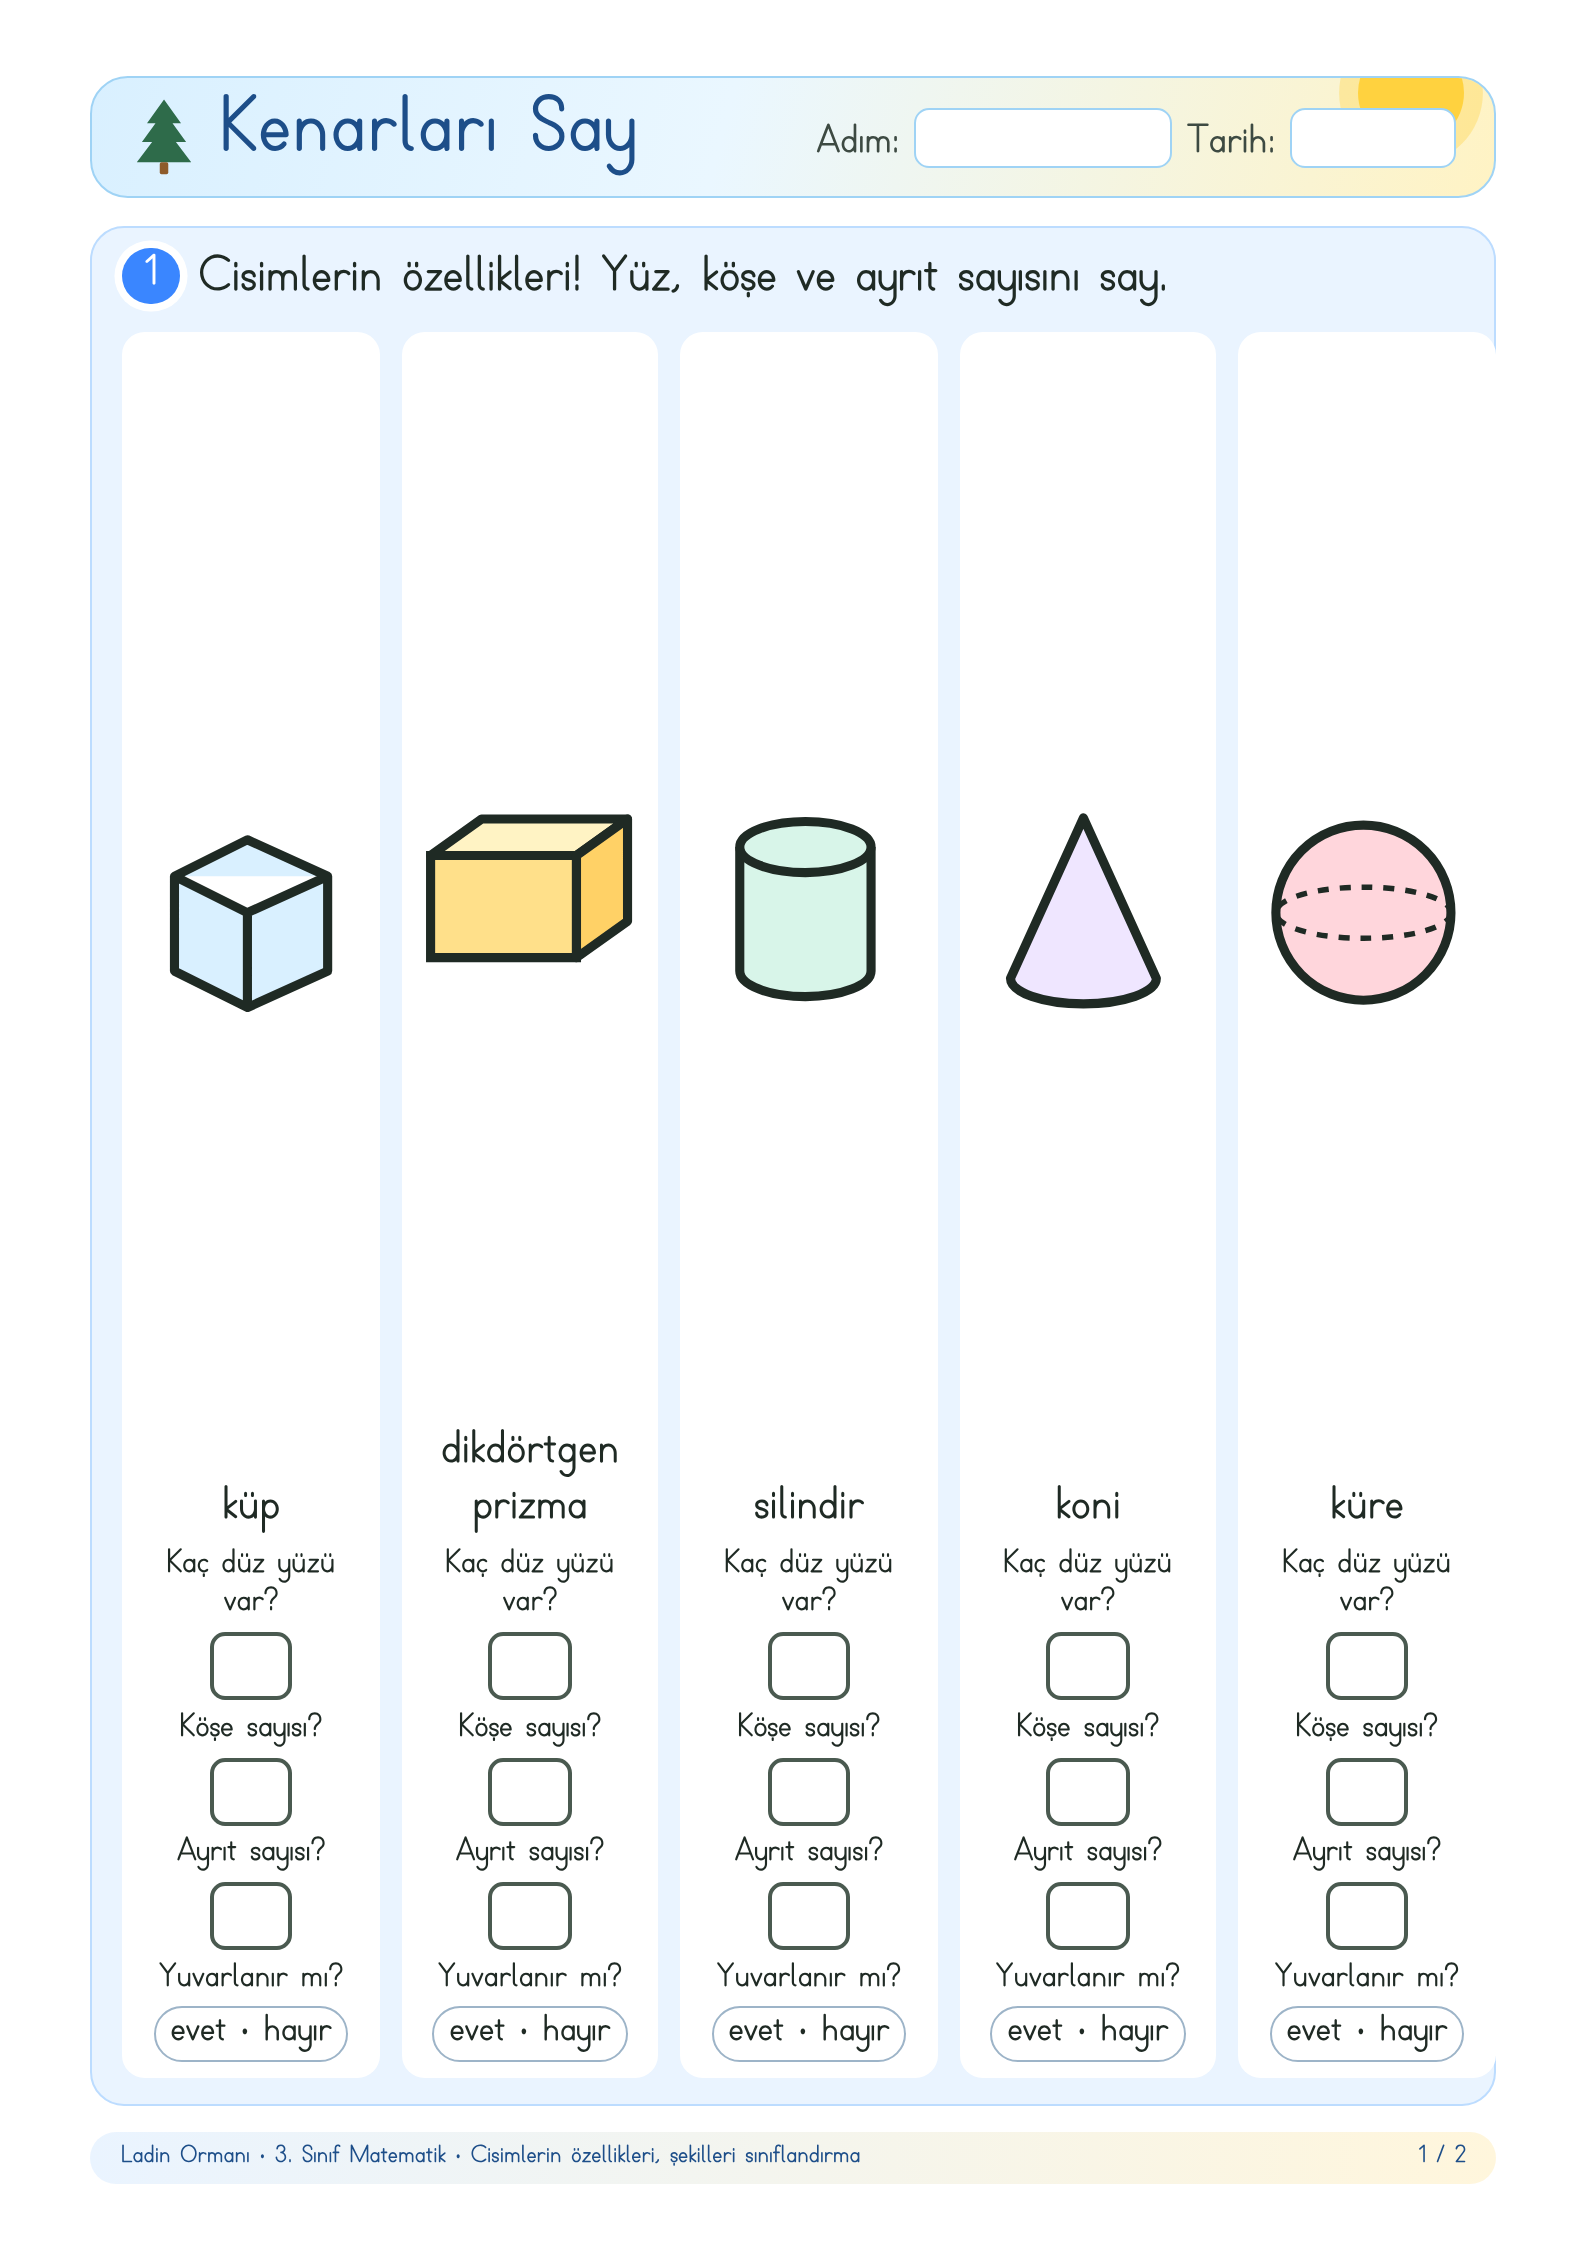 Kenarları Say
Adım:
Tarih:
1
Cisimlerin özellikleri! Yüz, köşe ve ayrıt sayısını say.
küp
Kaç düz yüzü
var?
Köşe sayısı?
Ayrıt sayısı?
Yuvarlanır mı?
evet • hayır
dikdörtgen
prizma
Kaç düz yüzü
var?
Köşe sayısı?
Ayrıt sayısı?
Yuvarlanır mı?
evet • hayır
silindir
Kaç düz yüzü
var?
Köşe sayısı?
Ayrıt sayısı?
Yuvarlanır mı?
evet • hayır
koni
Kaç düz yüzü
var?
Köşe sayısı?
Ayrıt sayısı?
Yuvarlanır mı?
evet • hayır
küre
Kaç düz yüzü
var?
Köşe sayısı?
Ayrıt sayısı?
Yuvarlanır mı?
evet • hayır
Ladin Ormanı • 3. Sınıf Matematik • Cisimlerin özellikleri, şekilleri sınıflandırma
1 / 2